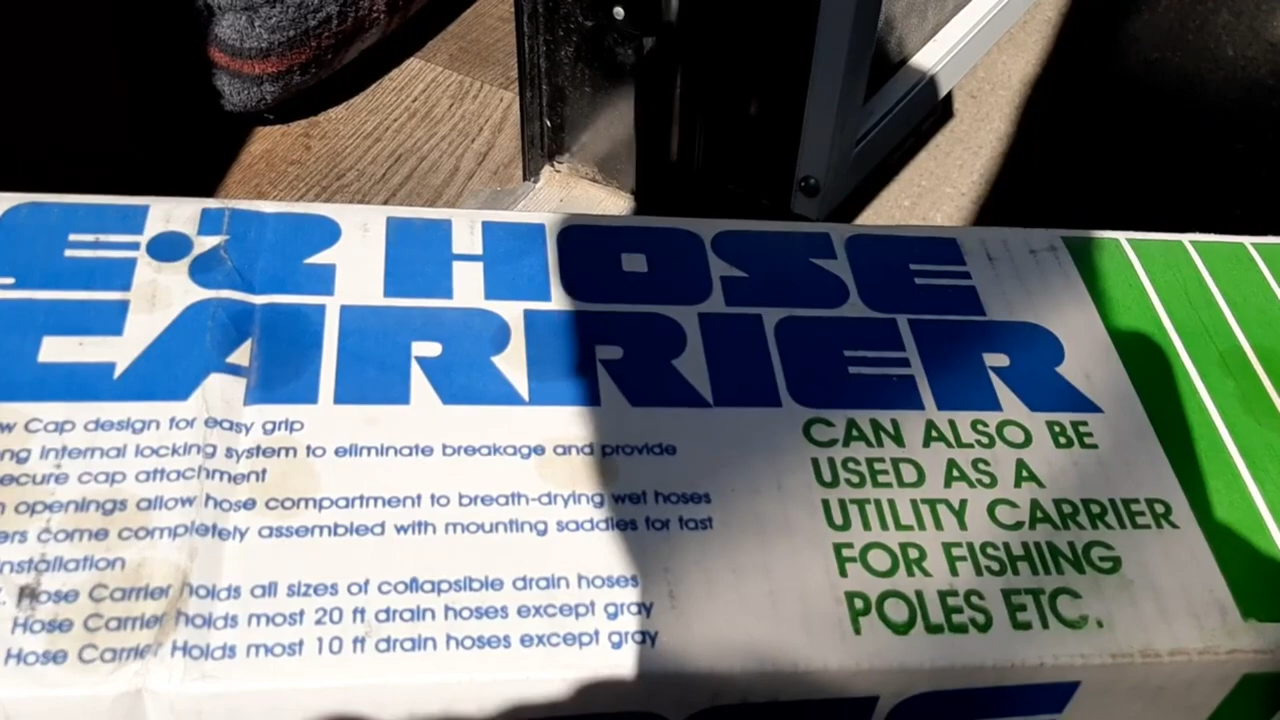 E•2 HOSE
CARRIER
w Cap design for easy grip
ng internal locking system to eliminate breakage and provide
ecure cap attachment
openings allow hose compartment to breath-drying wet hoses
ers come completely assembled with mounting saddles for fast
nstallation
. Hose Carrier holds all sizes of collapsible drain hoses
Hose Carrier holds most 20 ft drain hoses except gray
Hose Carrier Holds most 10 ft drain hoses except gray
CAN ALSO BE
USED AS A
UTILITY CARRIER
FOR FISHING
POLES ETC.